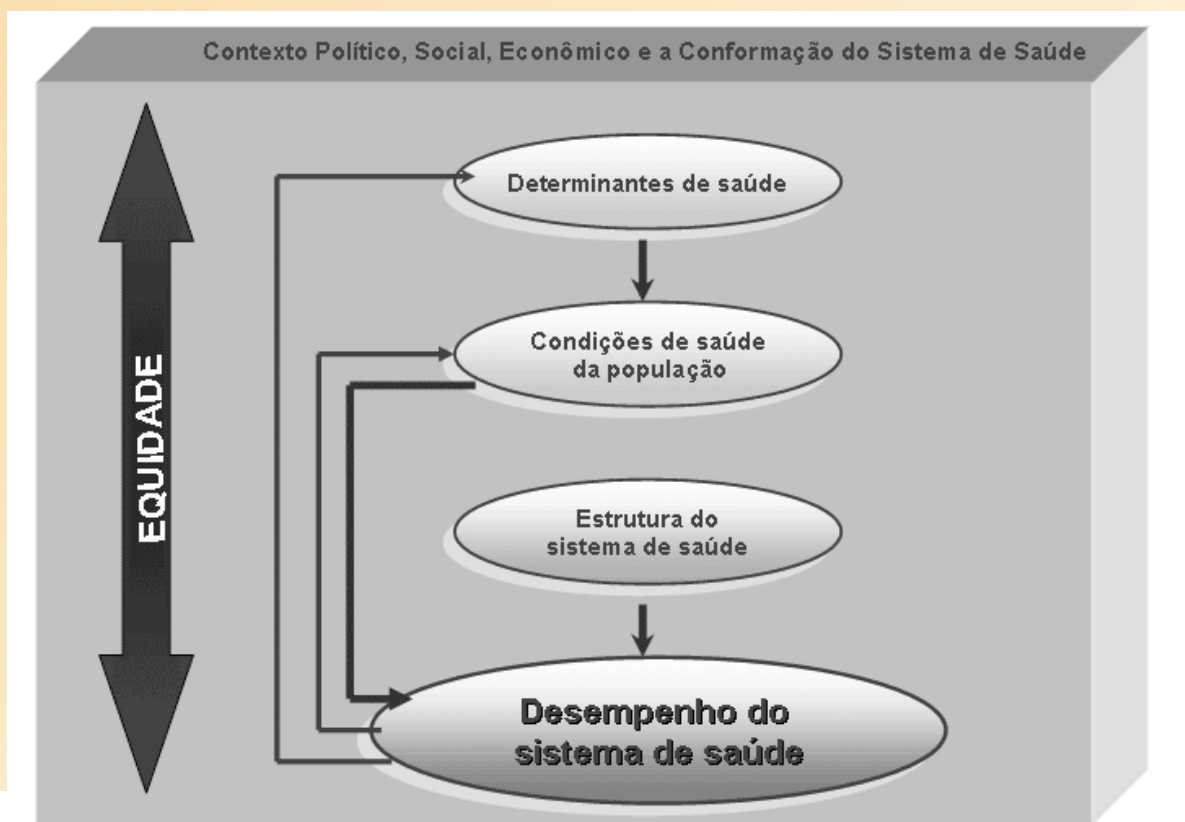 Contexto Político, Social, Econômico e a Conformação do Sistema de Saúde
EQUIDADE
Determinantes de saúde
Condições de saúde
da população
Estrutura do
sistema de saúde
Desempenho do
sistema de saúde